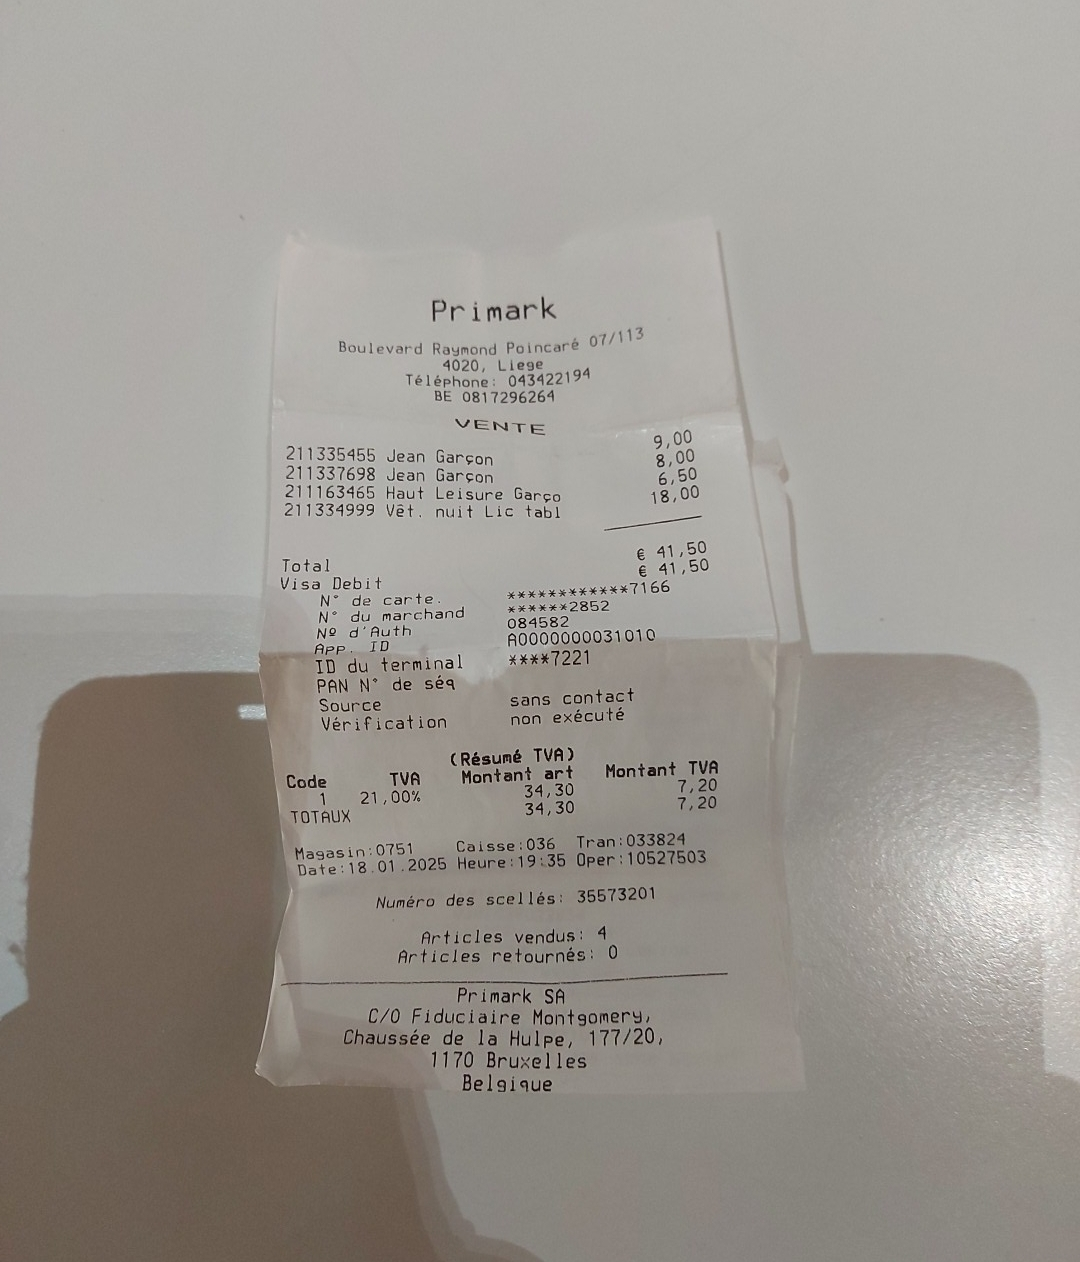 Primark
Boulevard Raymond Poincaré 07/113
4020, Liege
Téléphone: 043422194
BE 0817296264
VENTE
211335455 Jean Garçon 9,00
211337698 Jean Garçon 8,00
211163465 Haut Leisure Garço 6,50
211334999 Vêt. nuit Lic tabl 18,00
Total € 41,50
Visa Debit € 41,50
N° de carte. ************7166
N° du marchand ******2852
Nº d'Auth 084582
App. ID A0000000031010
ID du terminal ****7221
PAN N° de séq
Source sans contact
Vérification non exécuté
(Résumé TVA)
Code TVA Montant art Montant TVA
1 21,00% 34,30 7,20
TOTAUX 34,30 7,20
Magasin:0751 Caisse:036 Tran:033824
Date:18.01.2025 Heure:19:35 Oper:10527503
Numéro des scellés: 35573201
Articles vendus: 4
Articles retournés: 0
Primark SA
C/O Fiduciaire Montgomery,
Chaussée de la Hulpe, 177/20,
1170 Bruxelles
Belgique